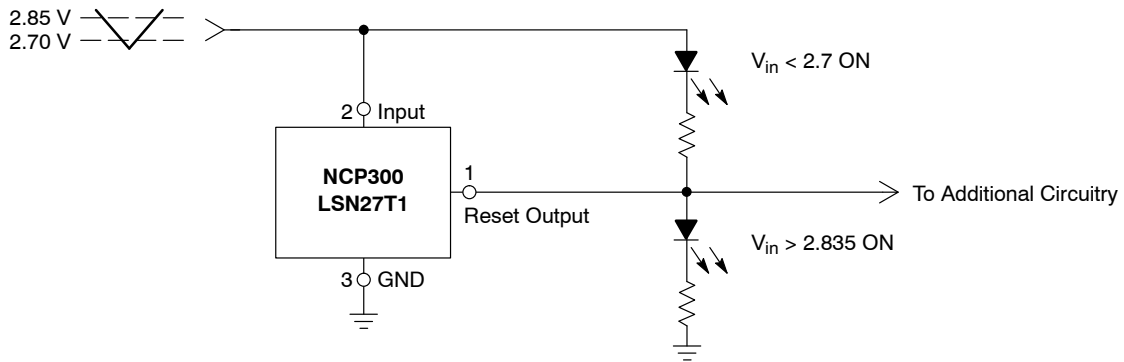 2.85 V
2.70 V
V_in < 2.7 ON
2 Input
NCP300
LSN27T1
1
Reset Output
To Additional Circuitry
V_in > 2.835 ON
3 GND